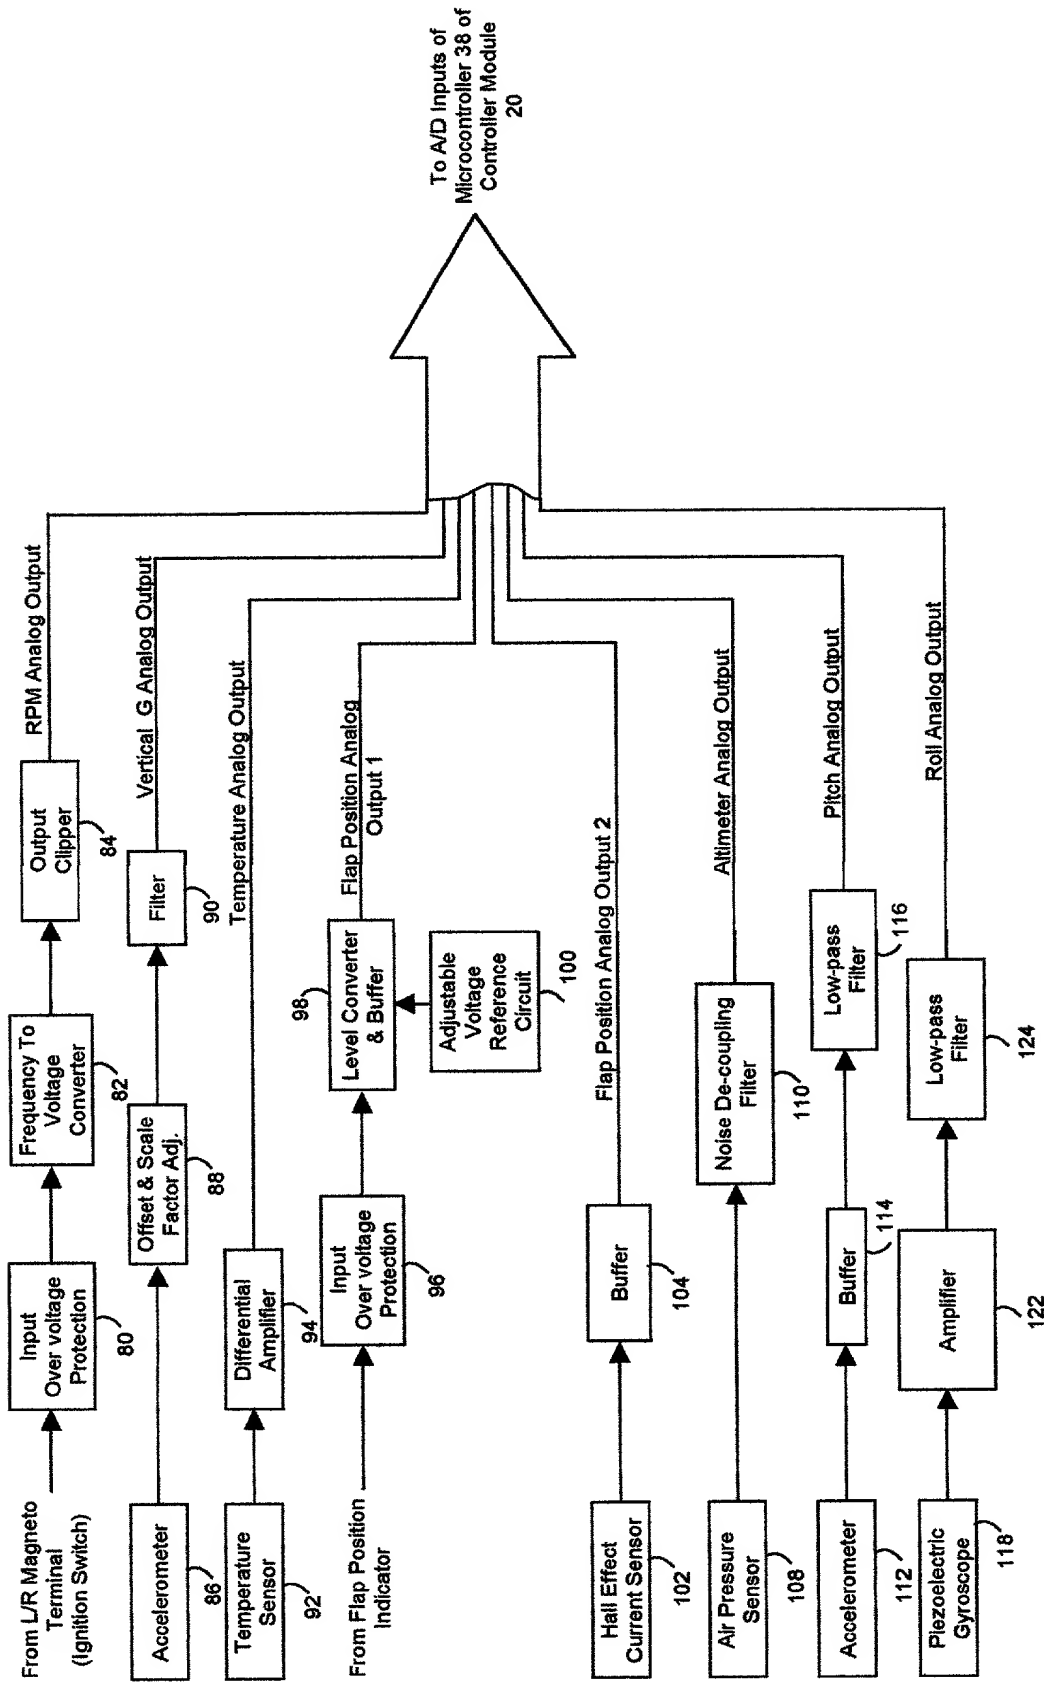 From L/R Magneto
Terminal
(Ignition Switch)
Input
Over voltage
Protection
80
Frequency To
Voltage
Converter
82
Output
Clipper
84
RPM Analog Output
Accelerometer
86
Offset & Scale
Factor Adj.
88
Filter
90
Vertical G Analog Output
Temperature
Sensor
92
Differential
Amplifier
94
Temperature Analog Output
From Flap Position
Indicator
Input
Over voltage
Protection
96
98
Level Converter
& Buffer
Adjustable
Voltage
Reference
Circuit
100
Flap Position Analog
Output 1
To A/D Inputs of
Microcontroller 38 of
Controller Module
20
Hall Effect
Current Sensor
102
Buffer
104
Flap Position Analog Output 2
Air Pressure
Sensor
108
Noise De-coupling
Filter
110
Altimeter Analog Output
Accelerometer
112
Buffer
114
Low-pass
Filter
116
Pitch Analog Output
Piezoelectric
Gyroscope
118
Amplifier
122
Low-pass
Filter
124
Roll Analog Output